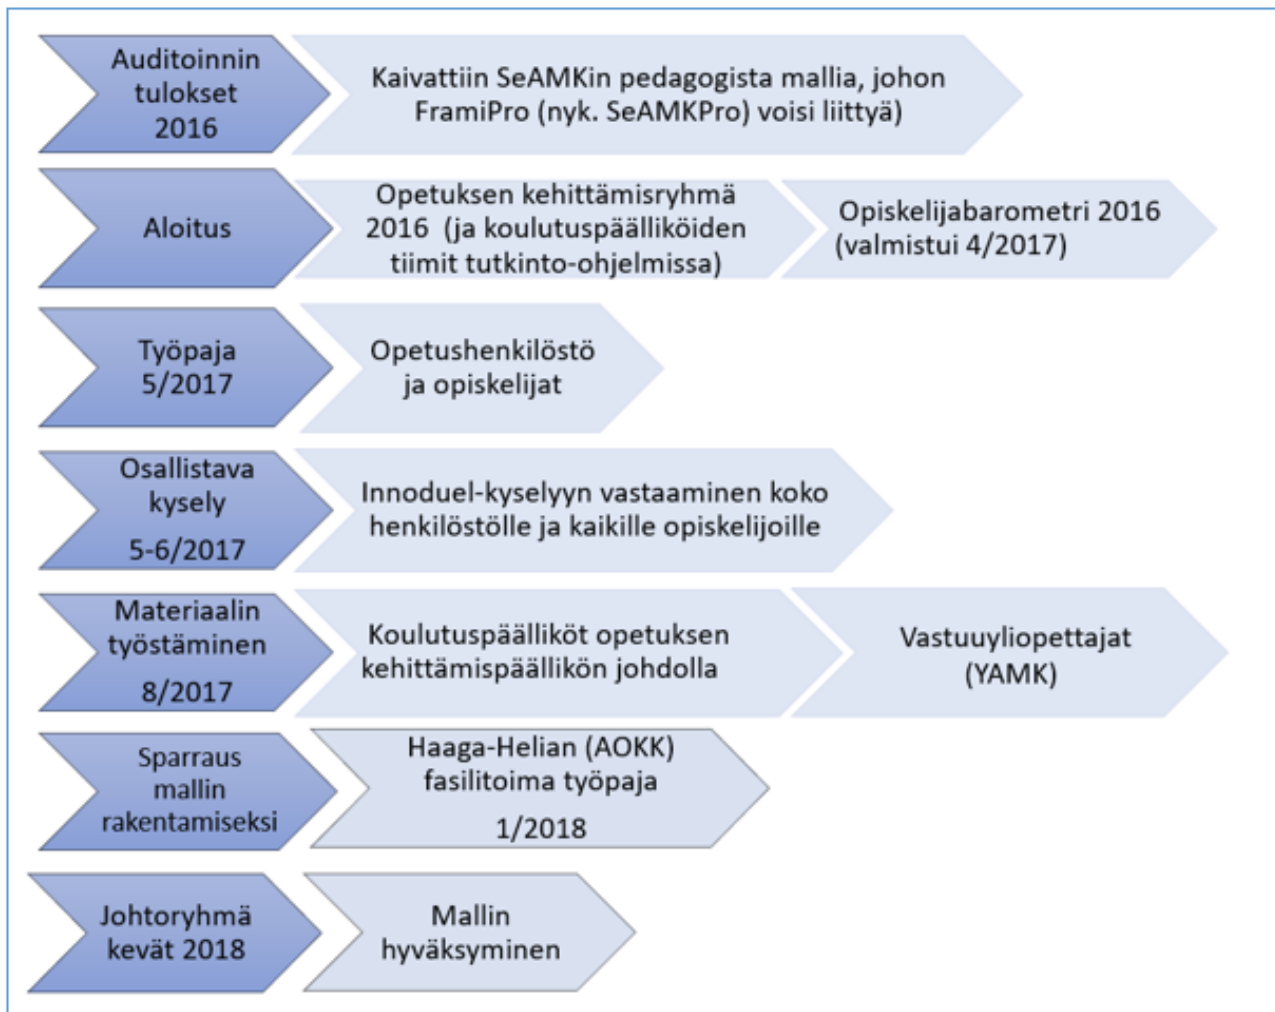 Auditoinnin
tulokset
2016
Kaivattiin SeAMKin pedagogista mallia, johon
FramiPro (nyk. SeAMKPro) voisi liittyä)
Aloitus
Opetuksen kehittämisryhmä
2016 (ja koulutuspäälliköiden
tiimit tutkinto-ohjelmissa)
Opiskelijabarometri 2016
(valmistui 4/2017)
Työpaja
5/2017
Opetushenkilöstö
ja opiskelijat
Osallistava
kysely
5-6/2017
Innoduel-kyselyyn vastaaminen koko
henkilöstölle ja kaikille opiskelijoille
Materiaalin
työstäminen
8/2017
Koulutuspäälliköt opetuksen
kehittämispäällikön johdolla
Vastuuyliopettajat
(YAMK)
Sparraus
mallin
rakentamiseksi
Haaga-Helian (AOKK)
fasilitoima työpaja
1/2018
Johtoryhmä
kevät 2018
Mallin
hyväksyminen